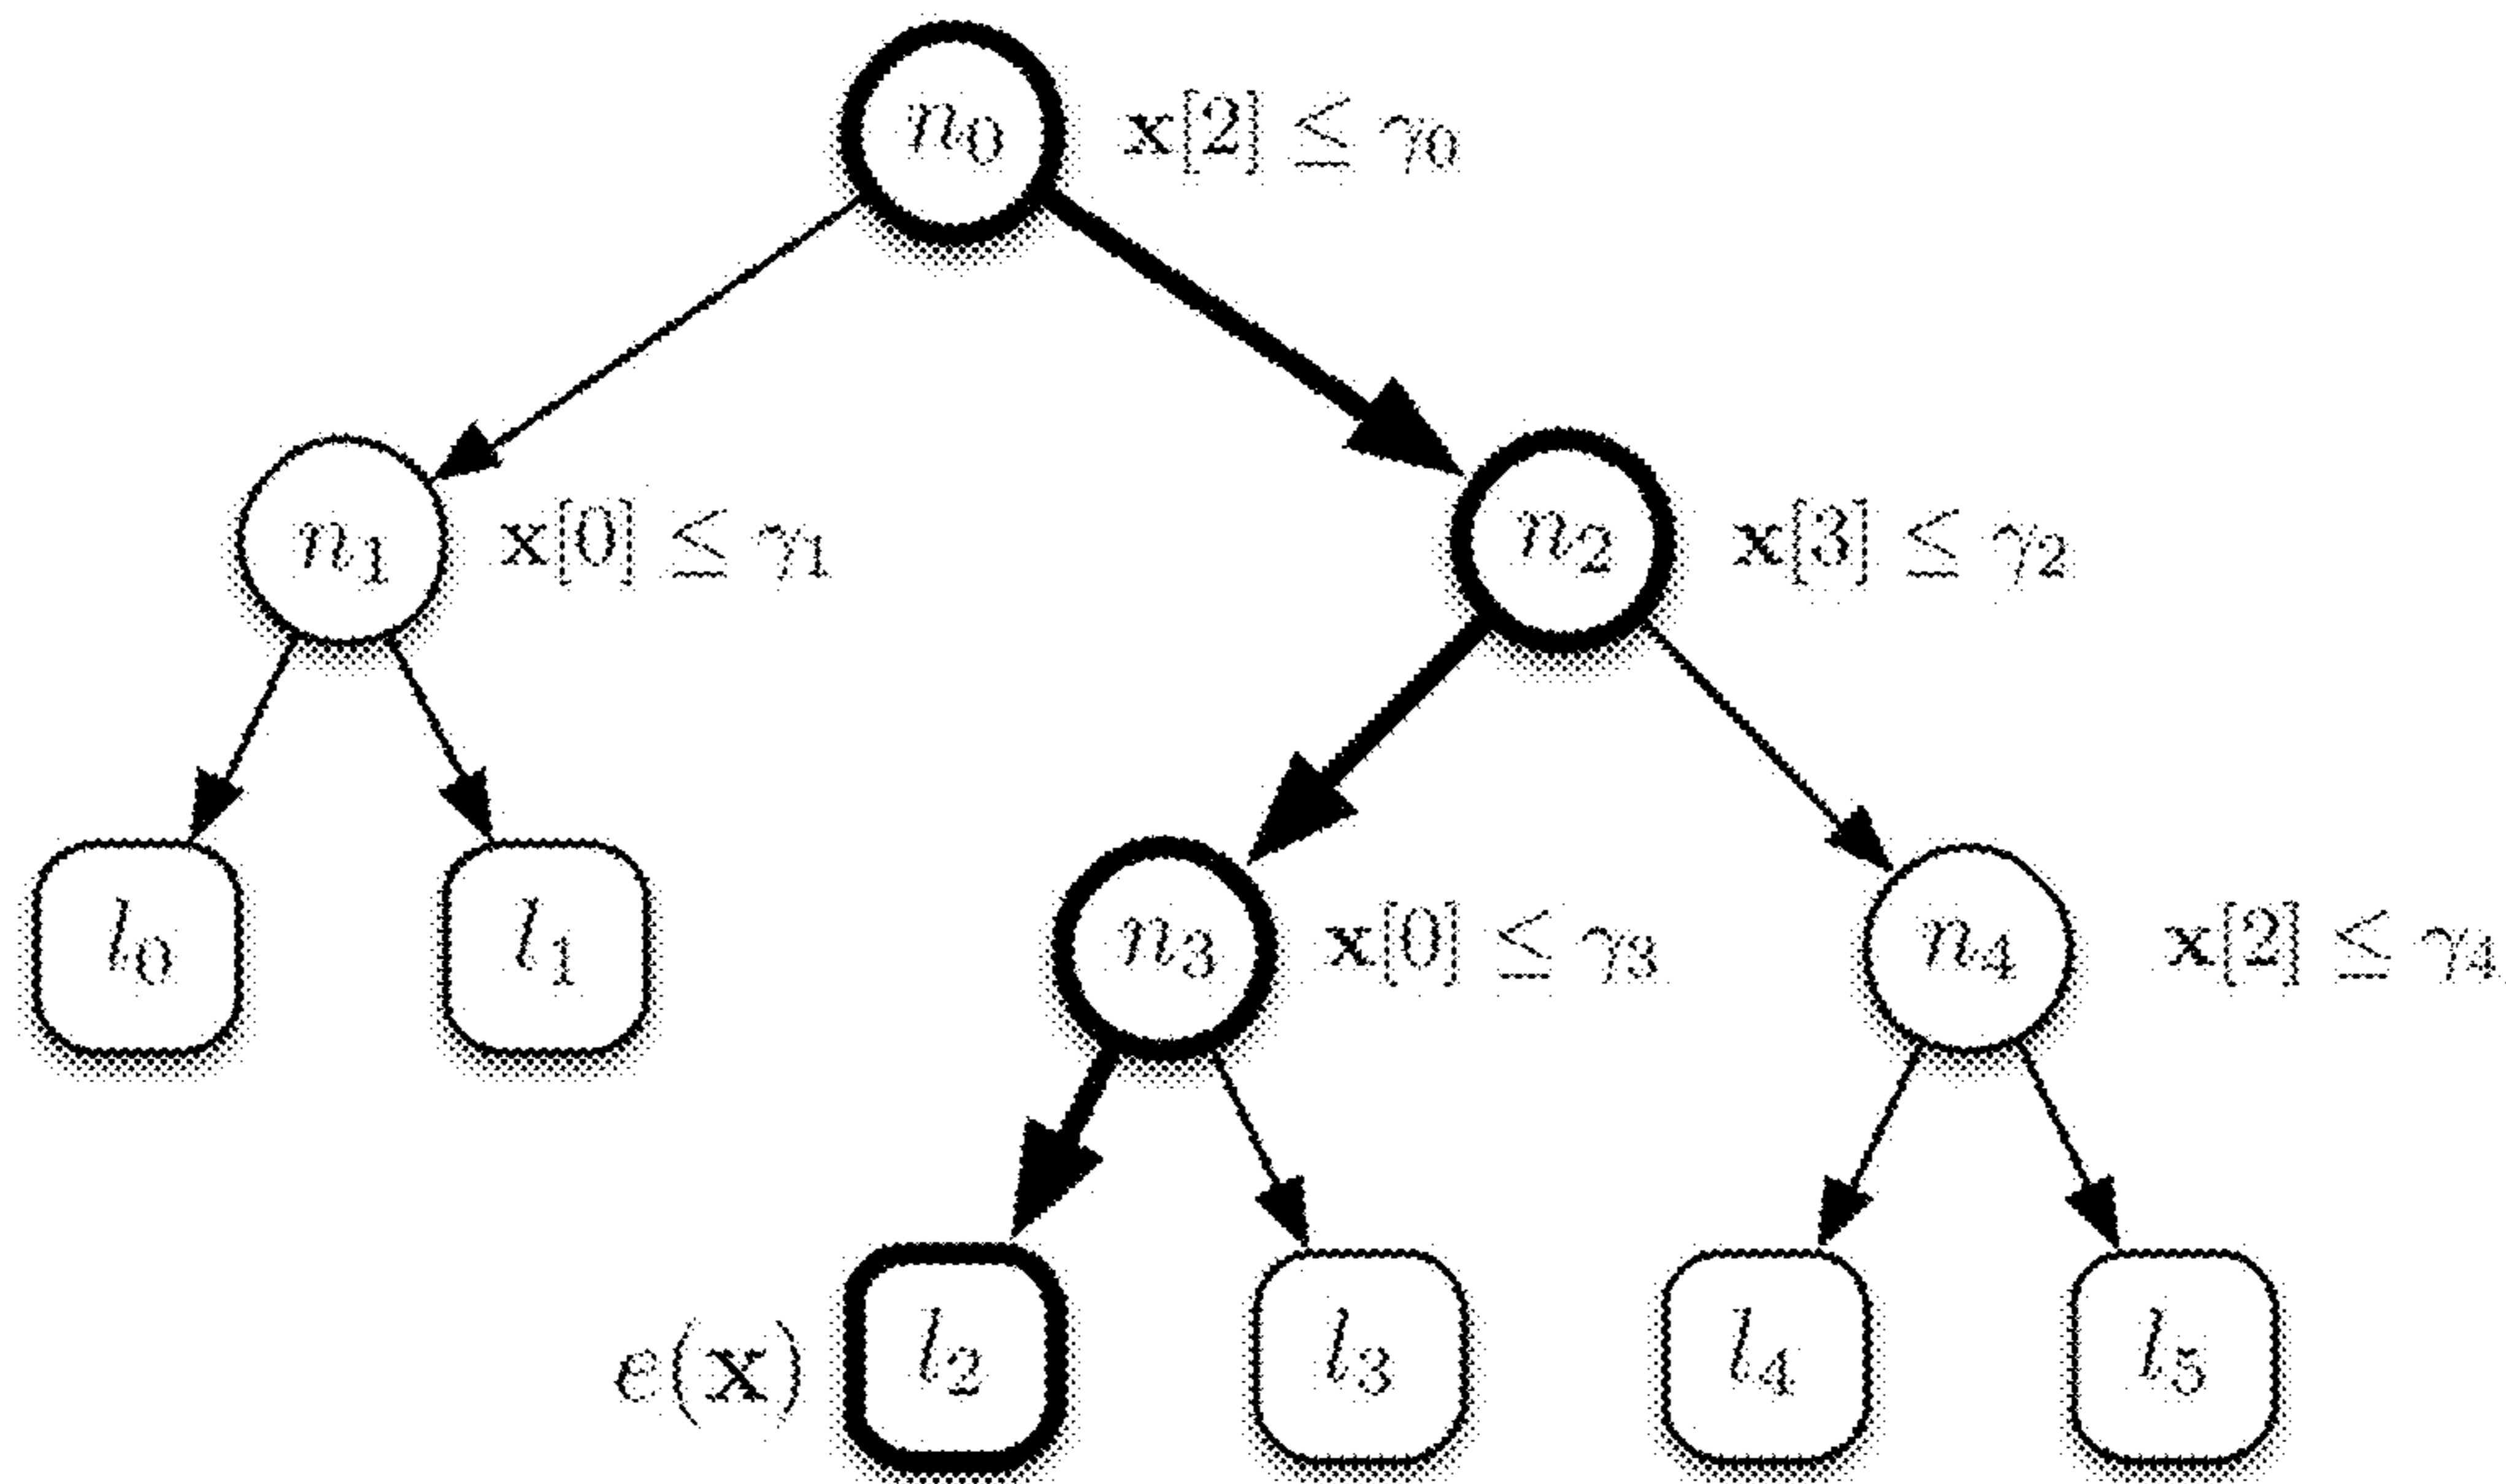 n₀ x[2] ≤ γ₀
n₁ x[0] ≤ γ₁
n₂ x[3] ≤ γ₂
l₀
l₁
n₃ x[0] ≤ γ₃
n₄ x[2] ≤ γ₄
e(x) l₂
l₃
l₄
l₅